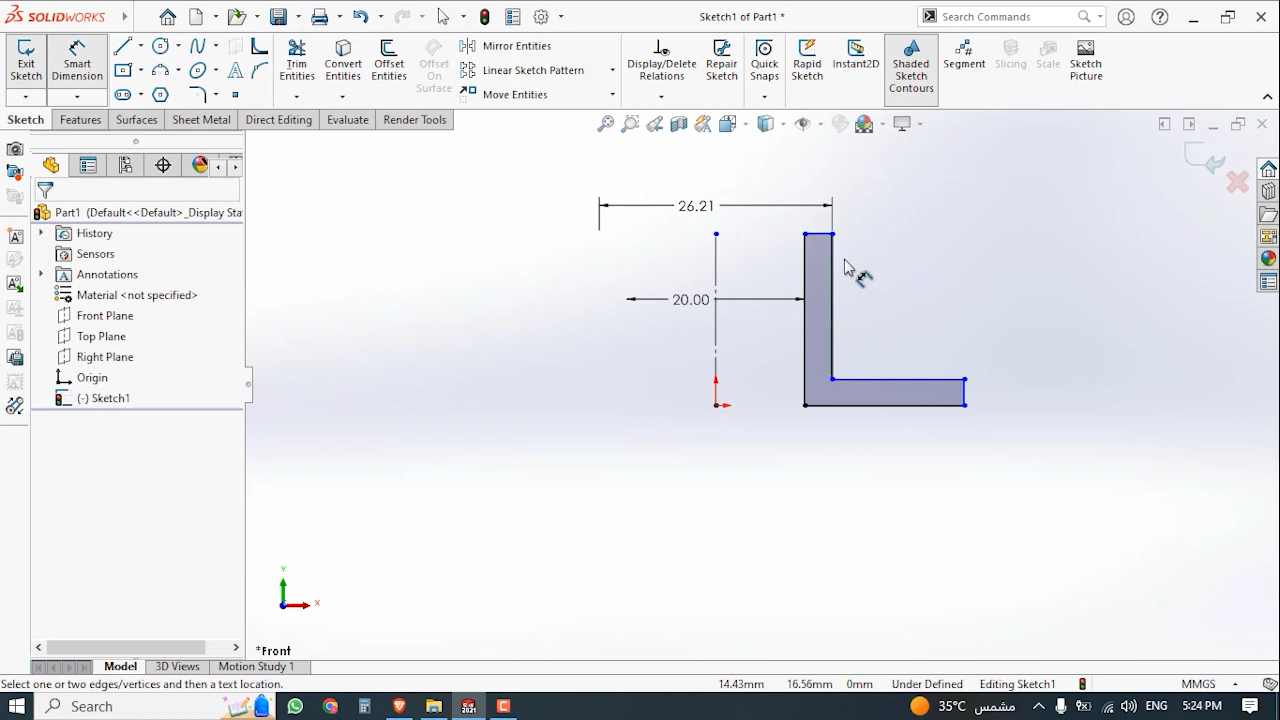 SOLIDWORKS
Sketch1 of Part1 *
Search Commands
Exit Sketch
Smart Dimension
Trim Entities
Convert Entities
Offset Entities
Offset On Surface
Mirror Entities
Linear Sketch Pattern
Move Entities
Display/Delete Relations
Repair Sketch
Quick Snaps
Rapid Sketch
Instant2D
Shaded Sketch Contours
Segment
Slicing
Scale
Sketch Picture
Sketch
Features
Surfaces
Sheet Metal
Direct Editing
Evaluate
Render Tools
Part1 (Default<<Default>_Display Sta
History
Sensors
Annotations
Material <not specified>
Front Plane
Top Plane
Right Plane
Origin
(-) Sketch1
26.21
20.00
Y
X
*Front
Model
3D Views
Motion Study 1
Select one or two edges/vertices and then a text location.
14.43mm
16.56mm
0mm
Under Defined
Editing Sketch1
MMGS
Search
35°C
مشمس
ENG
5:24 PM